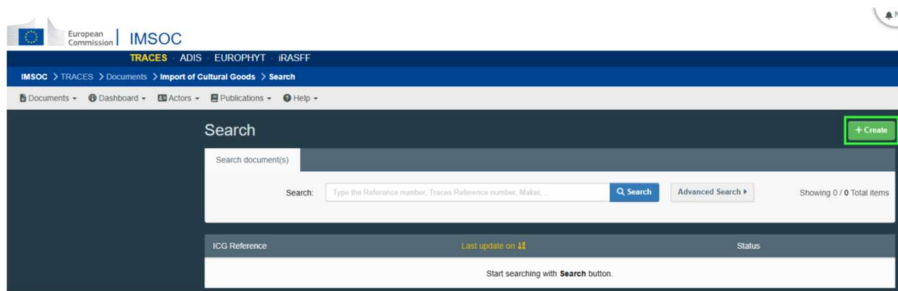 European
Commission
IMSOC
TRACES · ADIS · EUROPHYT · iRASFF
IMSOC > TRACES > Documents > Import of Cultural Goods > Search
Documents Dashboard Actors Publications Help
Search
+ Create
Search document(s)
Search: Type the Reference number, Traces Reference number, Maker, ... Search Advanced Search Showing 0 / 0 Total items
ICG Reference Last update on Status
Start searching with Search button.